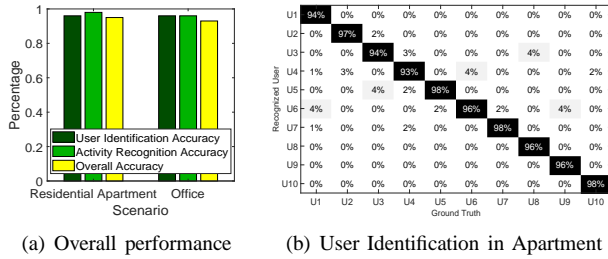 1
0.8
0.6
0.4
0.2
0
Percentage
User Identification Accuracy
Activity Recognition Accuracy
Overall Accuracy
Residential Apartment Office
Scenario
(a) Overall performance
Recognized User
U1 94% 0% 0% 0% 0% 0% 0% 0% 0% 0%
U2 0% 97% 2% 0% 0% 0% 0% 0% 0% 0%
U3 0% 0% 94% 3% 0% 0% 0% 4% 0% 0%
U4 1% 3% 0% 93% 0% 4% 0% 0% 0% 2%
U5 0% 0% 4% 2% 98% 0% 0% 0% 0% 0%
U6 4% 0% 0% 0% 2% 96% 2% 0% 4% 0%
U7 1% 0% 0% 2% 0% 0% 98% 0% 0% 0%
U8 0% 0% 0% 0% 0% 0% 0% 96% 0% 0%
U9 0% 0% 0% 0% 0% 0% 0% 0% 96% 0%
U10 0% 0% 0% 0% 0% 0% 0% 0% 0% 98%
U1 U2 U3 U4 U5 U6 U7 U8 U9 U10
Ground Truth
(b) User Identification in Apartment